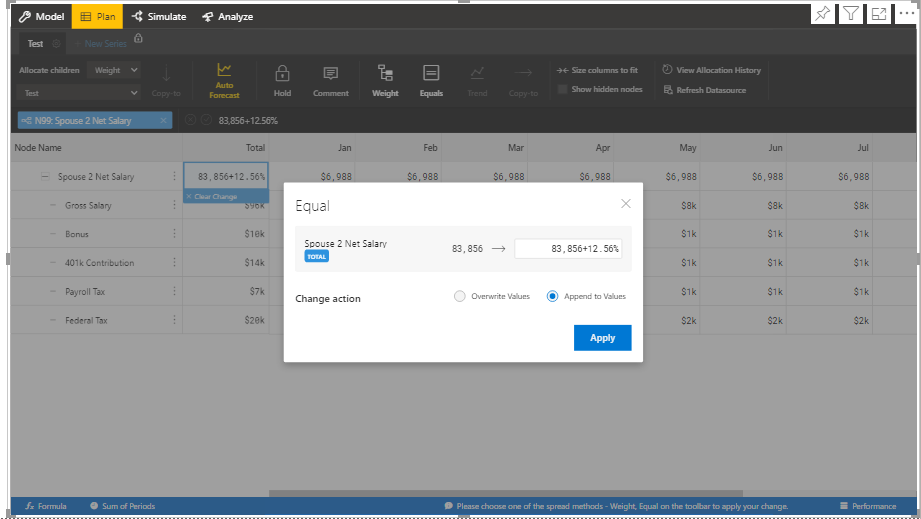 Model Plan Simulate Analyze
Test + New Series
Allocate children Weight
Test
Copy-to
Auto Forecast
Hold Comment Weight Equals Trend Copy-to
Size columns to fit
Show hidden nodes
View Allocation History
Refresh Datasource
N99: Spouse 2 Net Salary × 83,856+12.56%
Node Name Total Jan Feb Mar Apr May Jun Jul
Spouse 2 Net Salary 83,856+12.56% $6,988 $6,988 $6,988 $6,988 $6,988 $6,988 $6,988
× Clear Change
Gross Salary $96k $8k $8k $8k
Bonus $10k $1k $1k $1k
401k Contribution $14k $1k $1k $1k
Payroll Tax $7k $1k $1k $1k
Federal Tax $20k $2k $2k $2k
Equal
Spouse 2 Net Salary 83,856 → 83,856+12.56%
TOTAL
Change action Overwrite Values Append to Values
Apply
fx Formula Sum of Periods Please choose one of the spread methods - Weight, Equal on the toolbar to apply your change. Performance